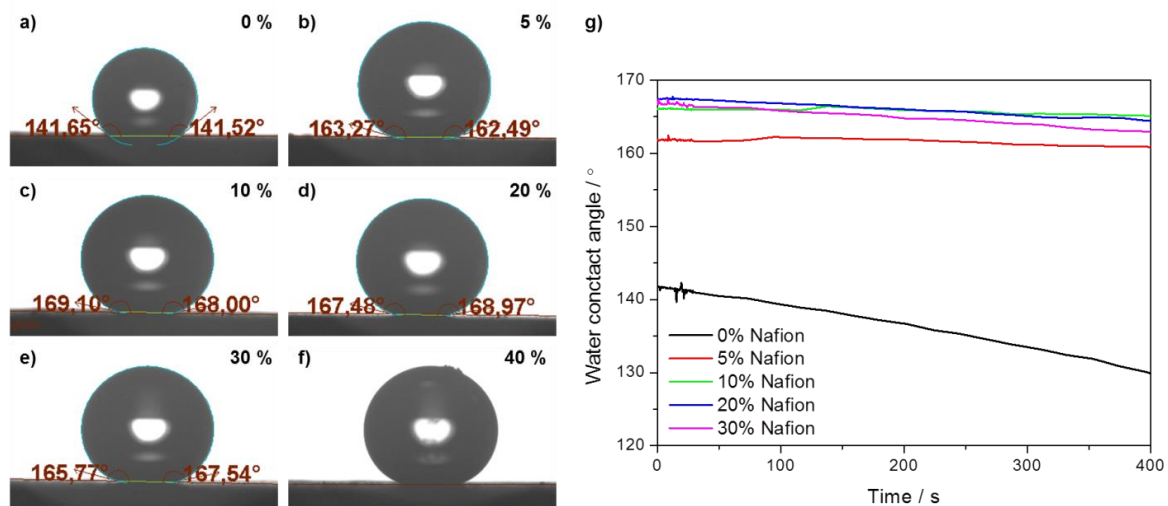 a) 0 %
141,65° 141,52°
b) 5 %
163,27° 162,49°
c) 10 %
169,10° 168,00°
d) 20 %
167,48° 168,97°
e) 30 %
165,77° 167,54°
f) 40 %
g)
170
160
150
140
130
120
0 100 200 300 400
Water conctact angle / °
Time / s
0% Nafion
5% Nafion
10% Nafion
20% Nafion
30% Nafion